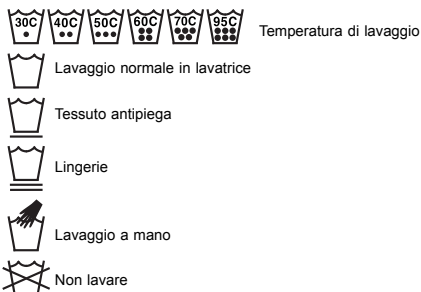 30C 40C 50C 60C 70C 95C Temperatura di lavaggio
Lavaggio normale in lavatrice
Tessuto antipiega
Lingerie
Lavaggio a mano
Non lavare